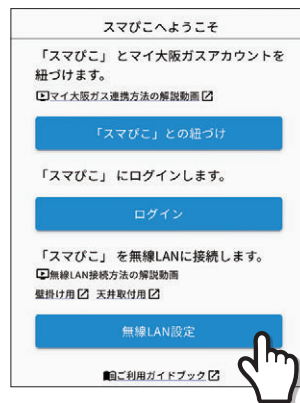 スマぴこへようこそ
「スマぴこ」とマイ大阪ガスアカウントを
紐づけます。
マイ大阪ガス連携方法の解説動画
「スマぴこ」との紐づけ
「スマぴこ」にログインします。
ログイン
「スマぴこ」を無線LANに接続します。
無線LAN接続方法の解説動画
壁掛け用 天井取付用
無線LAN設定
ご利用ガイドブック